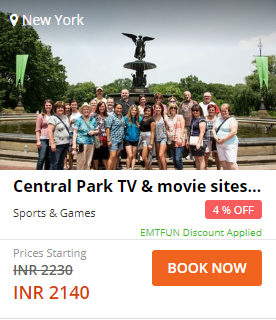 New York
Central Park TV & movie sites...
Sports & Games
4 % OFF
EMTFUN Discount Applied
Prices Starting
INR 2230
INR 2140
BOOK NOW